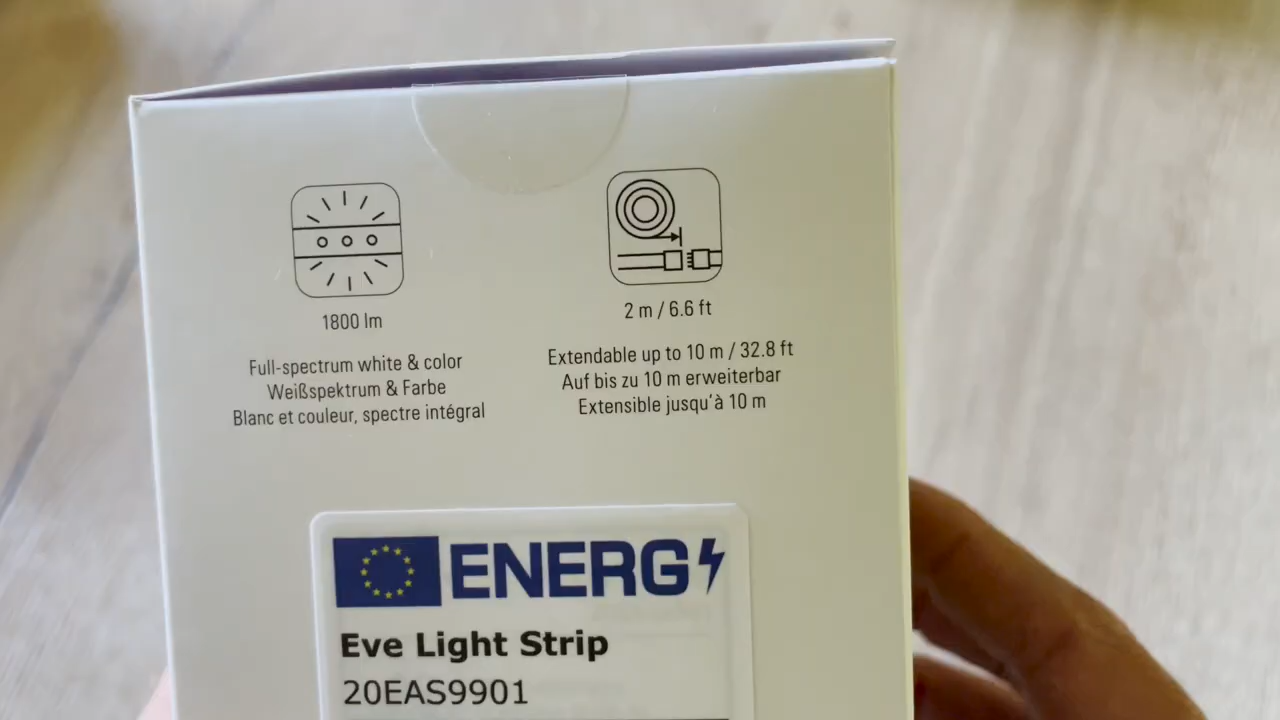 1800 lm
Full-spectrum white & color
Weißspektrum & Farbe
Blanc et couleur, spectre intégral
2 m / 6.6 ft
Extendable up to 10 m / 32.8 ft
Auf bis zu 10 m erweiterbar
Extensible jusqu'à 10 m
ENERG
Eve Light Strip
20EAS9901